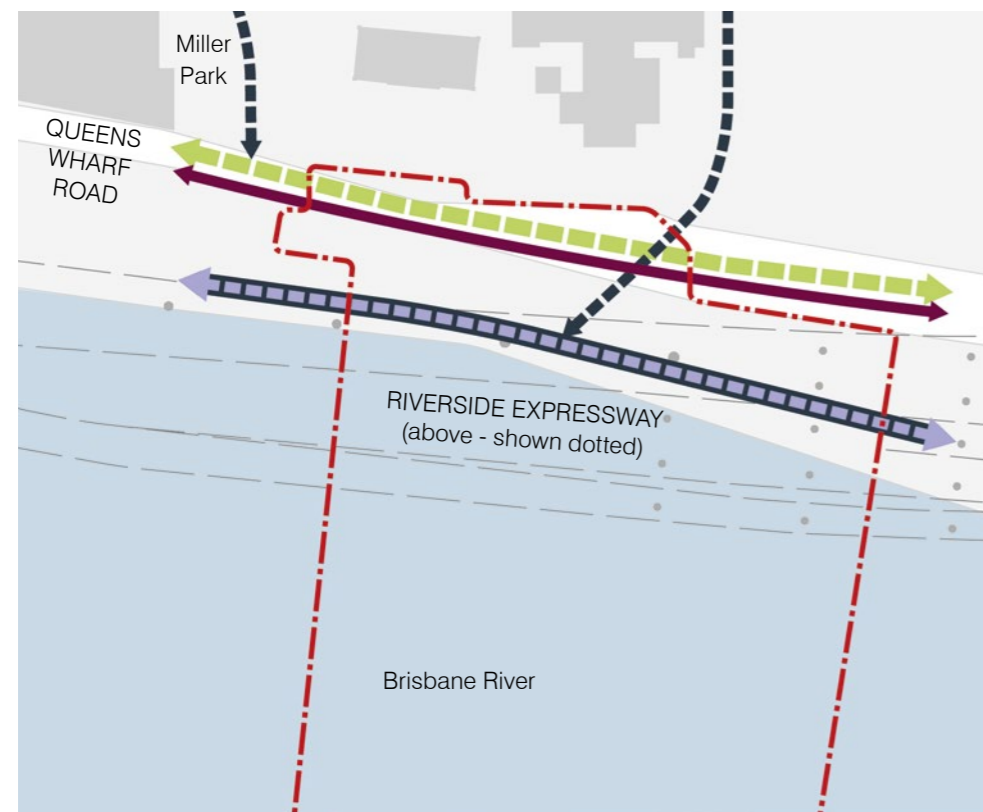 Miller
Park
QUEENS
WHARF
ROAD
RIVERSIDE EXPRESSWAY
(above - shown dotted)
Brisbane River